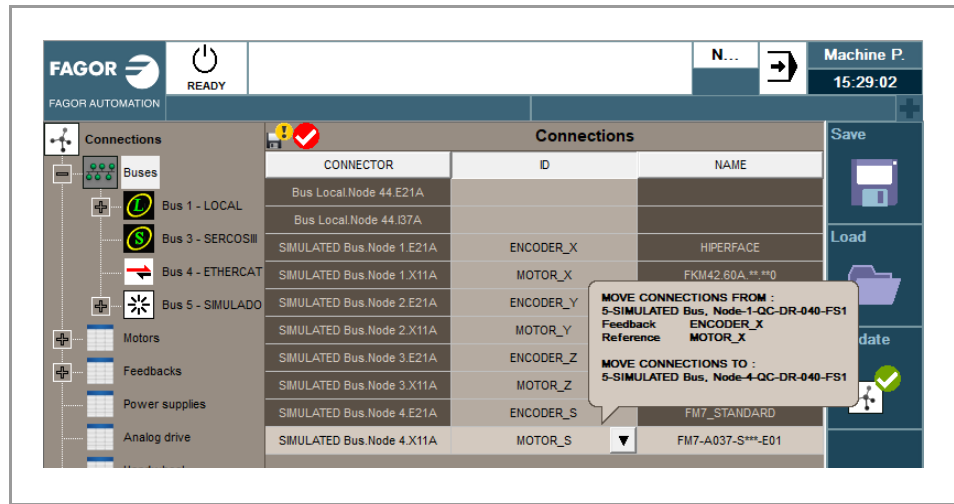 FAGOR
FAGOR AUTOMATION
READY
N...
Machine P.
15:29:02
Connections
Buses
Bus 1 - LOCAL
Bus 3 - SERCOSIII
Bus 4 - ETHERCAT
Bus 5 - SIMULADO
Motors
Feedbacks
Power supplies
Analog drive
Connections
CONNECTOR ID NAME
Bus Local.Node 44.E21A
Bus Local.Node 44.I37A
SIMULATED Bus.Node 1.E21A ENCODER_X HIPERFACE
SIMULATED Bus.Node 1.X11A MOTOR_X FKM42.60A.**.**0
SIMULATED Bus.Node 2.E21A ENCODER_Y
SIMULATED Bus.Node 2.X11A MOTOR_Y
SIMULATED Bus.Node 3.E21A ENCODER_Z
SIMULATED Bus.Node 3.X11A MOTOR_Z
SIMULATED Bus.Node 4.E21A ENCODER_S FM7_STANDARD
SIMULATED Bus.Node 4.X11A MOTOR_S FM7-A037-S***-E01
MOVE CONNECTIONS FROM :
5-SIMULATED Bus, Node-1-QC-DR-040-FS1
Feedback ENCODER_X
Reference MOTOR_X
MOVE CONNECTIONS TO :
5-SIMULATED Bus, Node-4-QC-DR-040-FS1
Save
Load
date